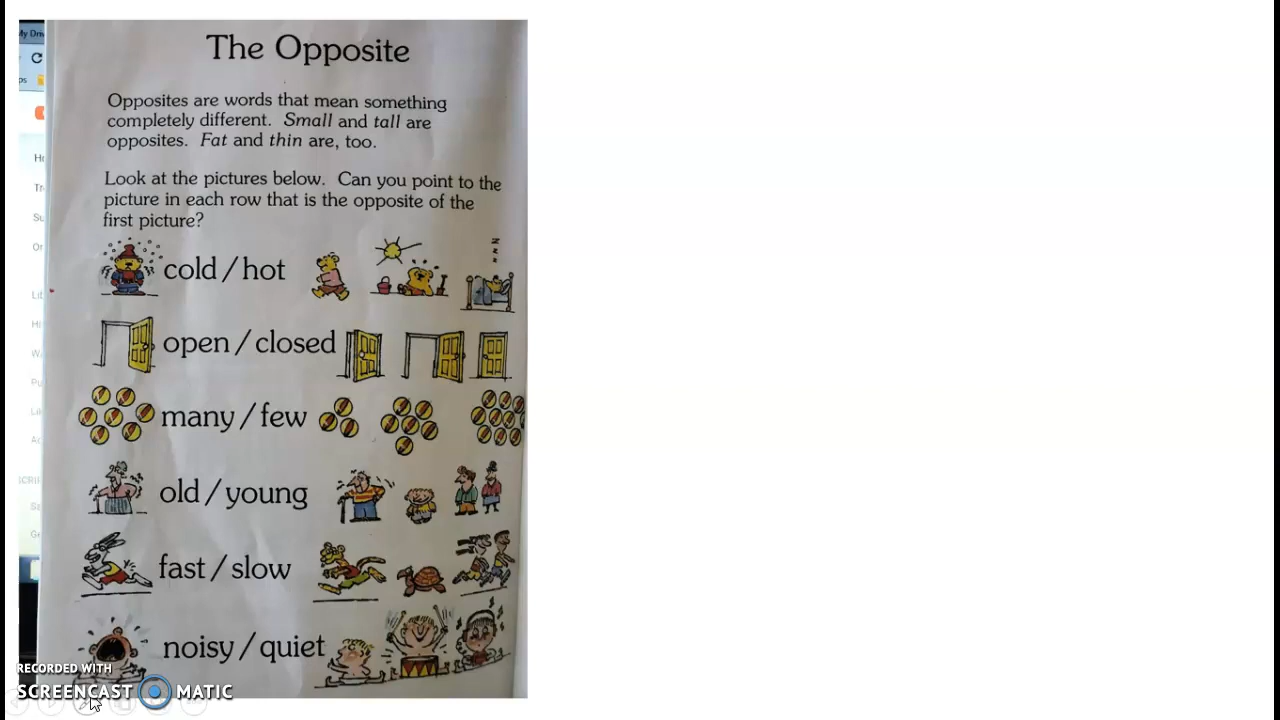 The Opposite
Opposites are words that mean something
completely different. Small and tall are
opposites. Fat and thin are, too.
Look at the pictures below. Can you point to the
picture in each row that is the opposite of the
first picture?
cold / hot
open / closed
many / few
old / young
fast / slow
noisy / quiet
RECORDED WITH
SCREENCAST MATIC